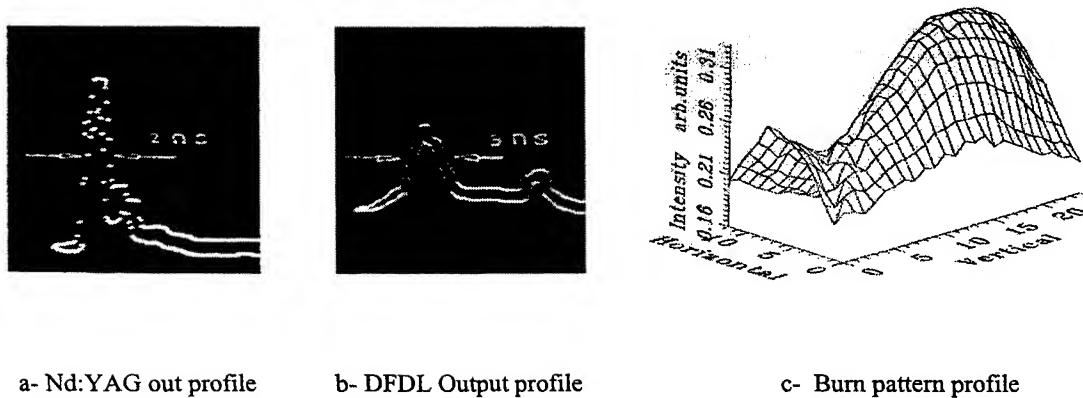 2 ns
3 ns
Intensity arb.units
0.16 0.21 0.26 0.31
Horizontal
10 5 0
Vertical
0 5 10 15 20
a- Nd:YAG out profile
b- DFDL Output profile
c- Burn pattern profile